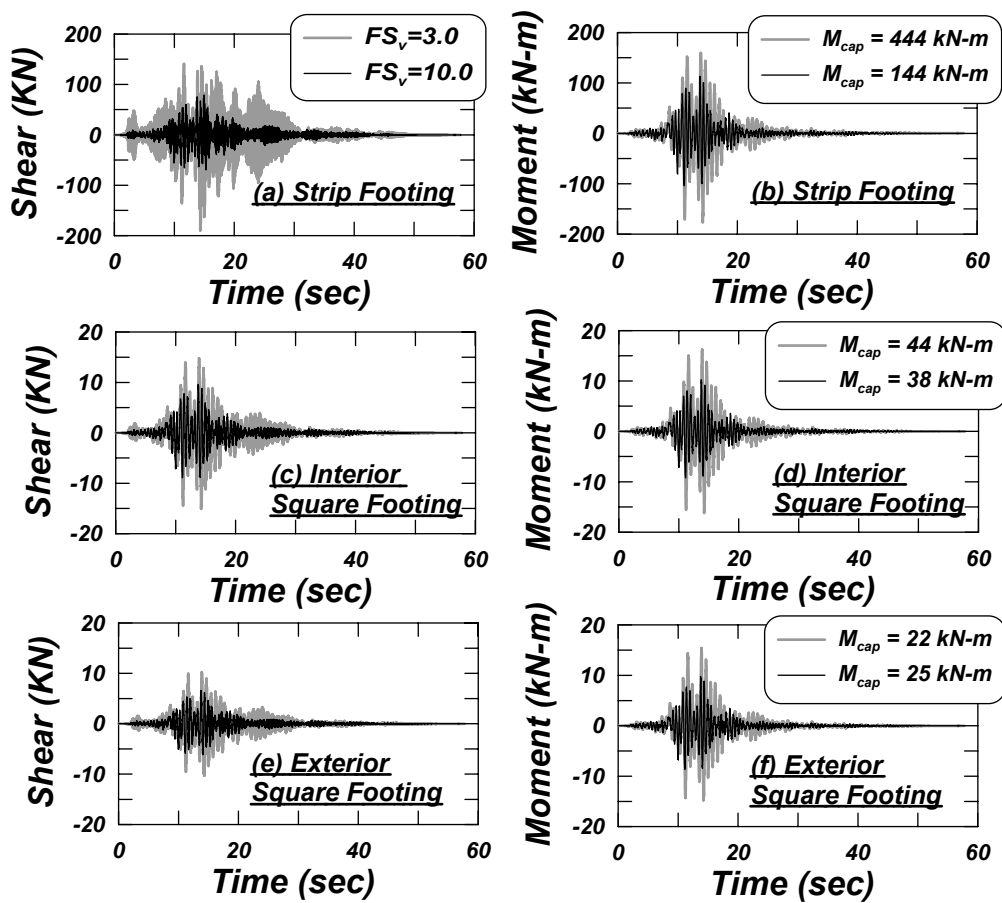 FSv=3.0
FSv=10.0
Shear (KN)
200
100
0
-100
-200
(a) Strip Footing
0 20 40 60
Time (sec)
Mcap = 444 kN-m
Mcap = 144 kN-m
Moment (kN-m)
200
100
0
-100
-200
(b) Strip Footing
0 20 40 60
Time (sec)
Shear (KN)
20
10
0
-10
-20
(c) Interior
Square Footing
0 20 40 60
Time (sec)
Mcap = 44 kN-m
Mcap = 38 kN-m
Moment (kN-m)
20
10
0
-10
-20
(d) Interior
Square Footing
0 20 40 60
Time (sec)
Shear (KN)
20
10
0
-10
-20
(e) Exterior
Square Footing
0 20 40 60
Time (sec)
Mcap = 22 kN-m
Mcap = 25 kN-m
Moment (kN-m)
20
10
0
-10
-20
(f) Exterior
Square Footing
0 20 40 60
Time (sec)